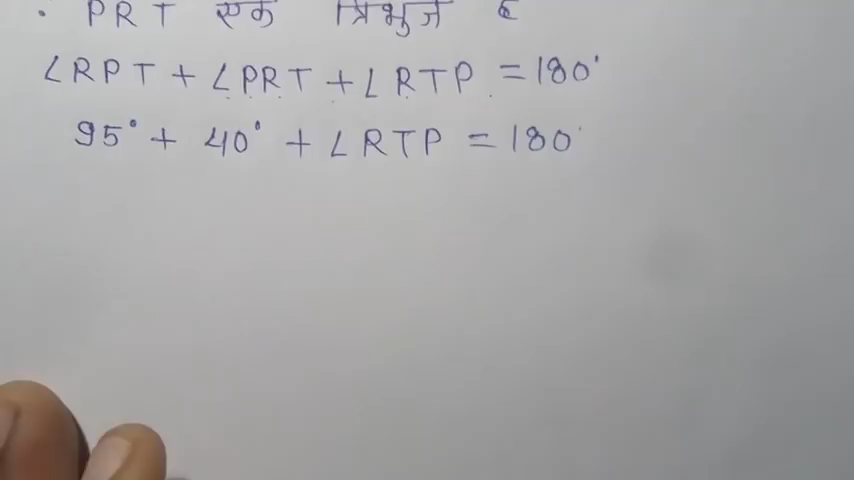 ∴ PRT एक त्रिभुज है
∠RPT + ∠PRT + ∠RTP = 180°
95° + 40° + ∠RTP = 180°